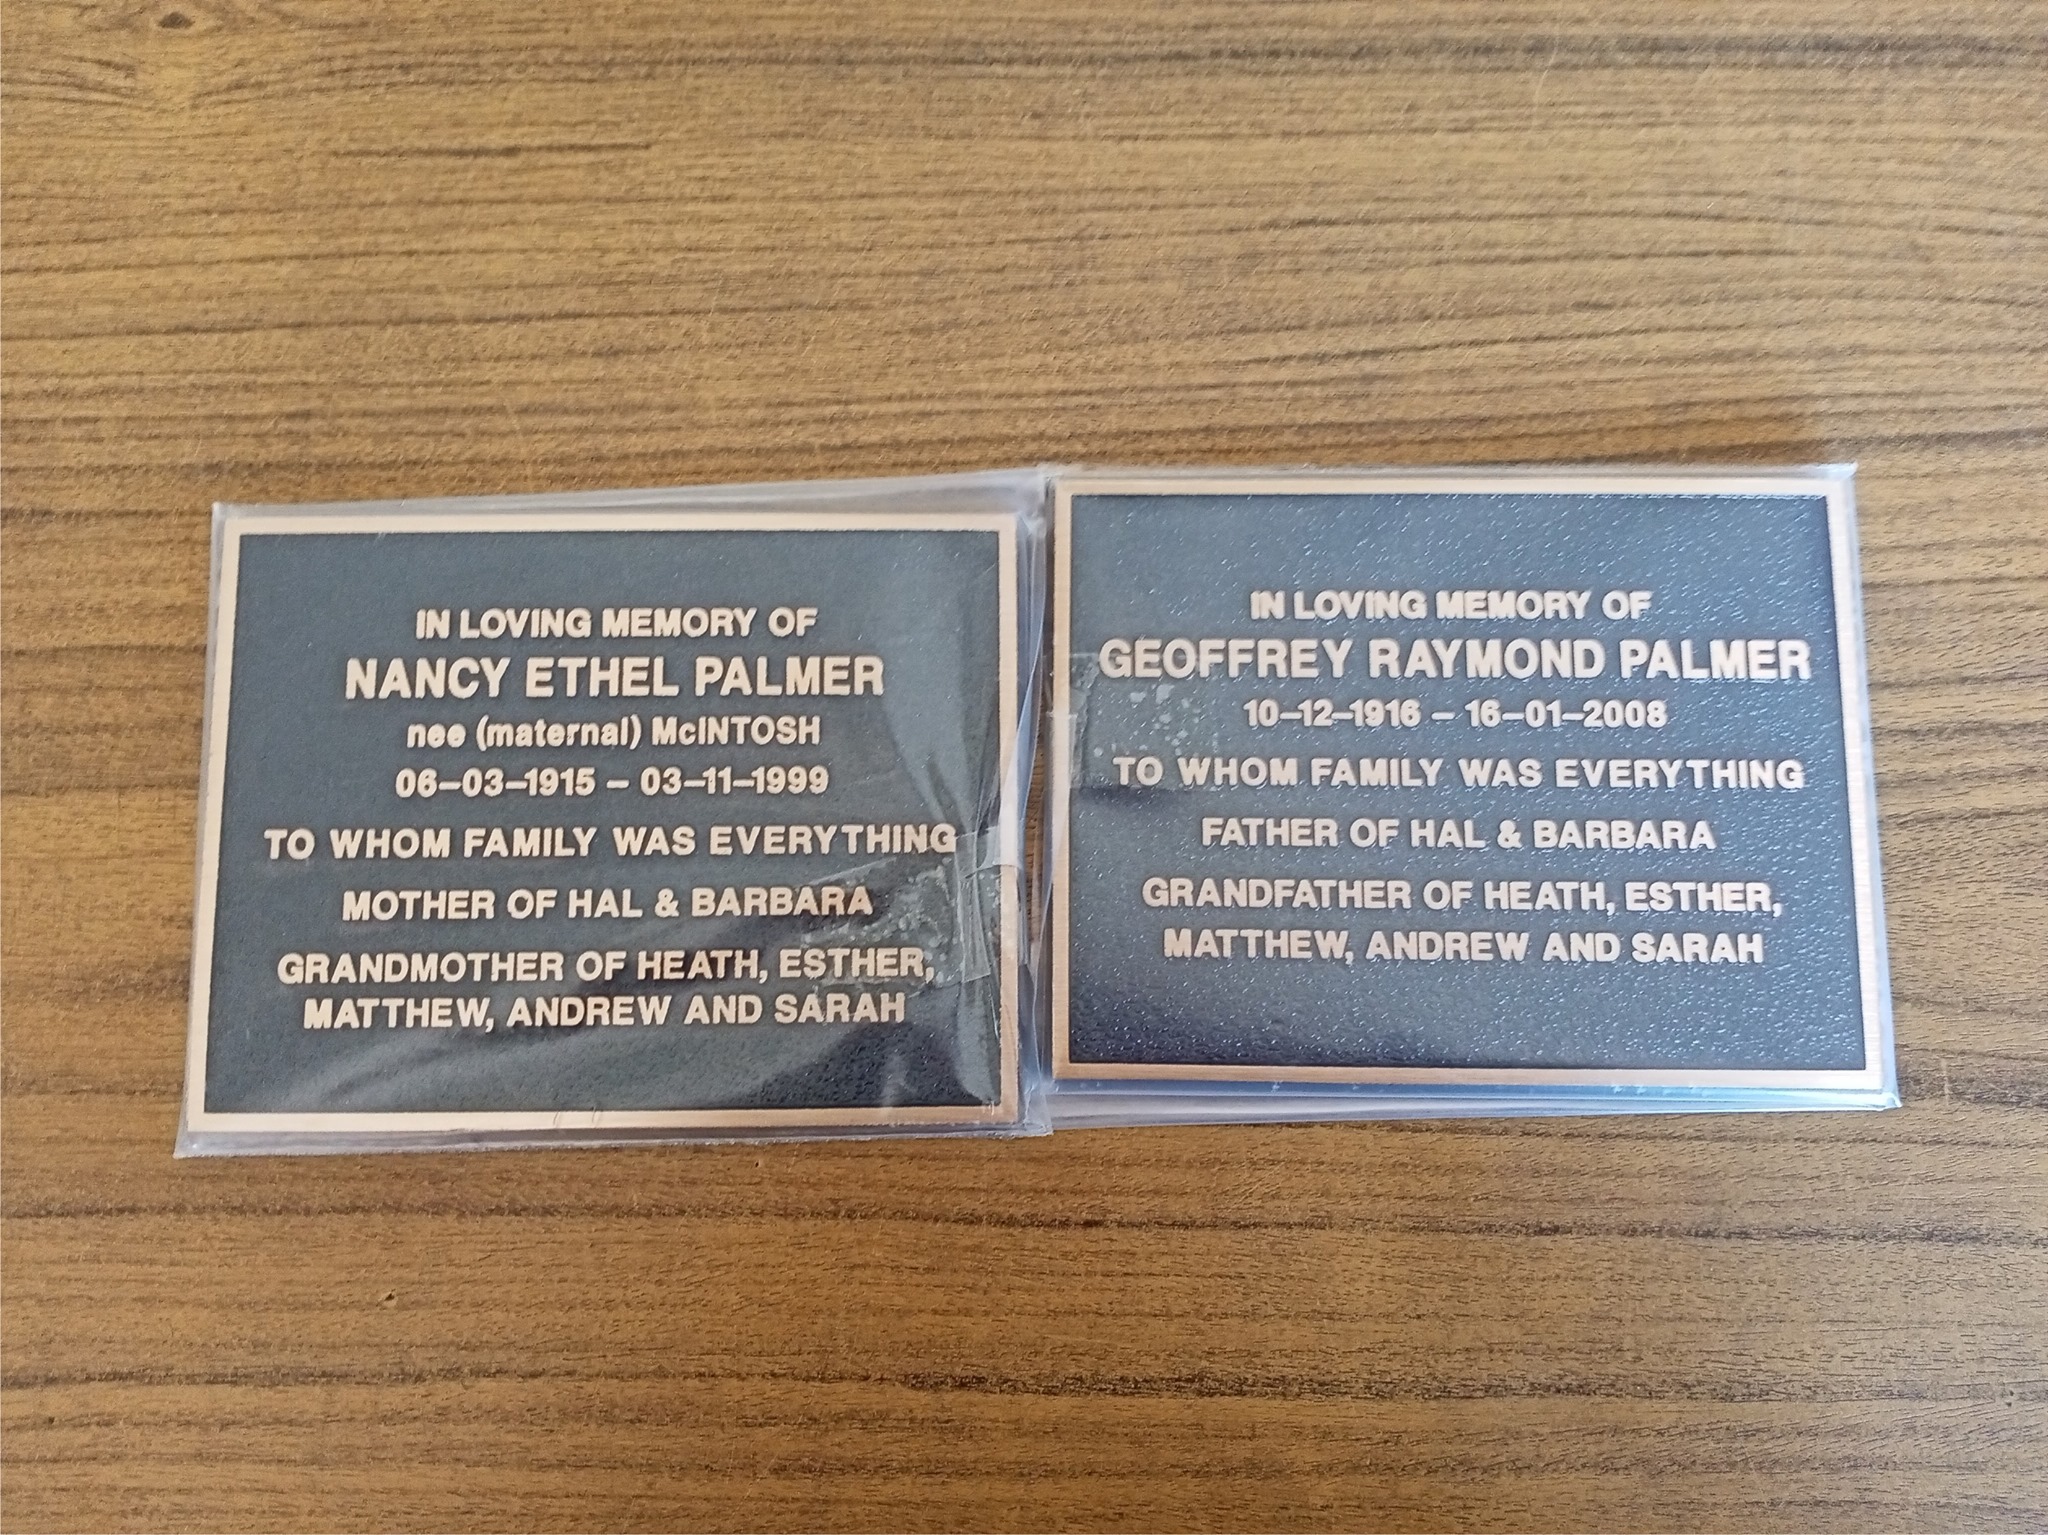 IN LOVING MEMORY OF
NANCY ETHEL PALMER
nee (maternal) McINTOSH
06–03–1915 – 03–11–1999
TO WHOM FAMILY WAS EVERYTHING
MOTHER OF HAL & BARBARA
GRANDMOTHER OF HEATH, ESTHER,
MATTHEW, ANDREW AND SARAH
IN LOVING MEMORY OF
GEOFFREY RAYMOND PALMER
10–12–1916 – 16–01–2008
TO WHOM FAMILY WAS EVERYTHING
FATHER OF HAL & BARBARA
GRANDFATHER OF HEATH, ESTHER,
MATTHEW, ANDREW AND SARAH